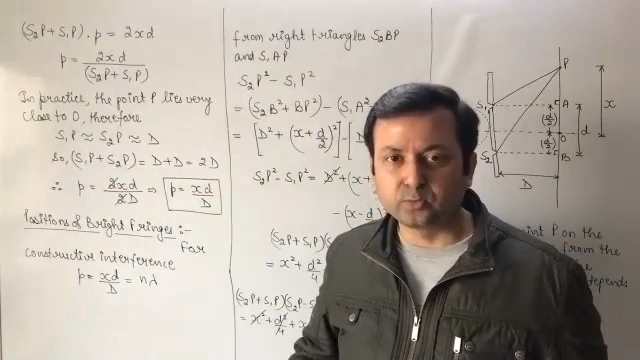 (S₂P+S₁P). p = 2xd
p = 2xd / (S₂P+S₁P)
In practice, the point P lies very
close to O, therefore
S₁P ≈ S₂P ≈ D
So, (S₁P+S₂P) = D+D = 2D
∴ p = 2xd / 2D ⇒ p = xd / D
Positions of Bright Fringes :-
For
constructive interference
p = xd / D = nλ
from right triangles S₂BP
and S₁AP
S₂P² − S₁P²
= (S₂B² + BP²) − (S₁A²
= [D² + (x+d/2)²] − [D
S₂P² − S₁P² = D² + (x+
− (x−d
(S₂P+S₁P)(S
= x² + d²/4
(S₂P+S₁P)(S₂P−S
= x² + d²/4 + x
P
S₁
A
x
(d/2)
d
O
(d/2)
S₂
B
D
int P on the
from the
depends